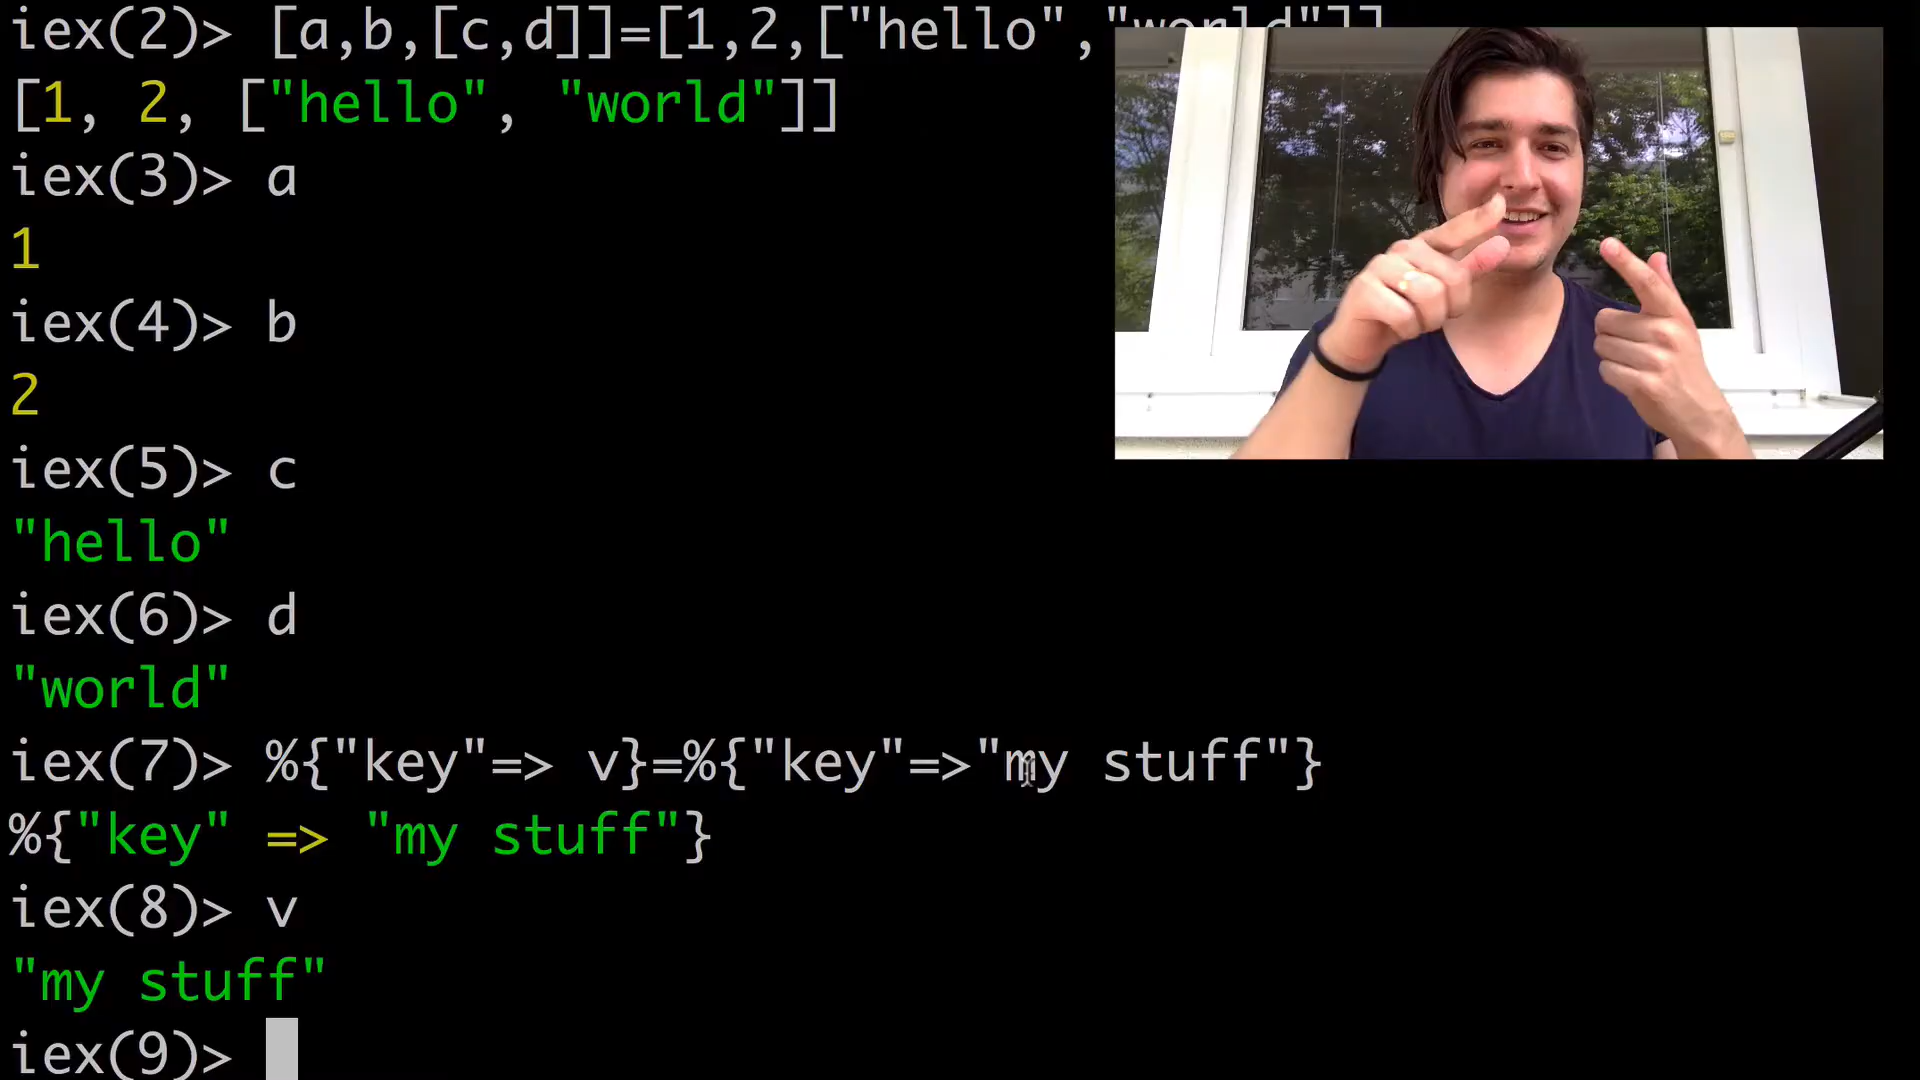 iex(2)> [a,b,[c,d]]=[1,2,["hello","world"]]
[1, 2, ["hello", "world"]]
iex(3)> a
1
iex(4)> b
2
iex(5)> c
"hello"
iex(6)> d
"world"
iex(7)> %{"key"=> v}=%{"key"=>"my stuff"}
%{"key" => "my stuff"}
iex(8)> v
"my stuff"
iex(9)>